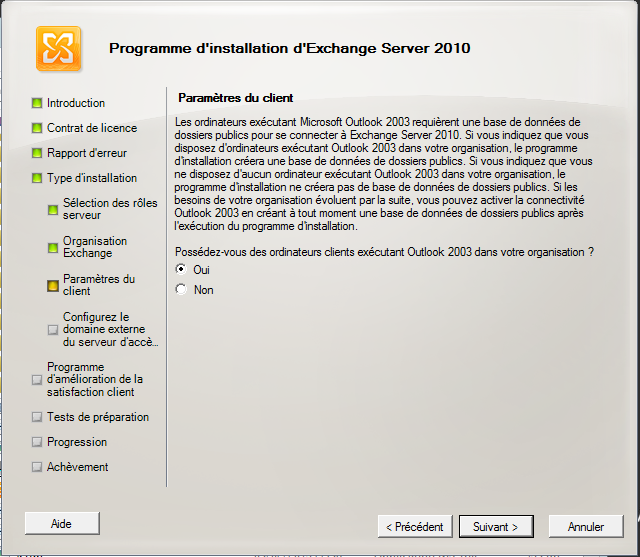 Programme d'installation d'Exchange Server 2010
Introduction
Contrat de licence
Rapport d'erreur
Type d'installation
Sélection des rôles
serveur
Organisation
Exchange
Paramètres du
client
Configurez le
domaine externe
du serveur d'accè...
Programme
d'amélioration de la
satisfaction client
Tests de préparation
Progression
Achèvement
Paramètres du client
Les ordinateurs exécutant Microsoft Outlook 2003 requièrent une base de données de
dossiers publics pour se connecter à Exchange Server 2010. Si vous indiquez que vous
disposez d'ordinateurs exécutant Outlook 2003 dans votre organisation, le programme
d'installation créera une base de données de dossiers publics. Si vous indiquez que vous
ne disposez d'aucun ordinateur exécutant Outlook 2003 dans votre organisation, le
programme d'installation ne créera pas de base de données de dossiers publics. Si les
besoins de votre organisation évoluent par la suite, vous pouvez activer la connectivité
Outlook 2003 en créant à tout moment une base de données de dossiers publics après
l'exécution du programme d'installation.
Possédez-vous des ordinateurs clients exécutant Outlook 2003 dans votre organisation ?
Oui
Non
Aide
< Précédent
Suivant >
Annuler